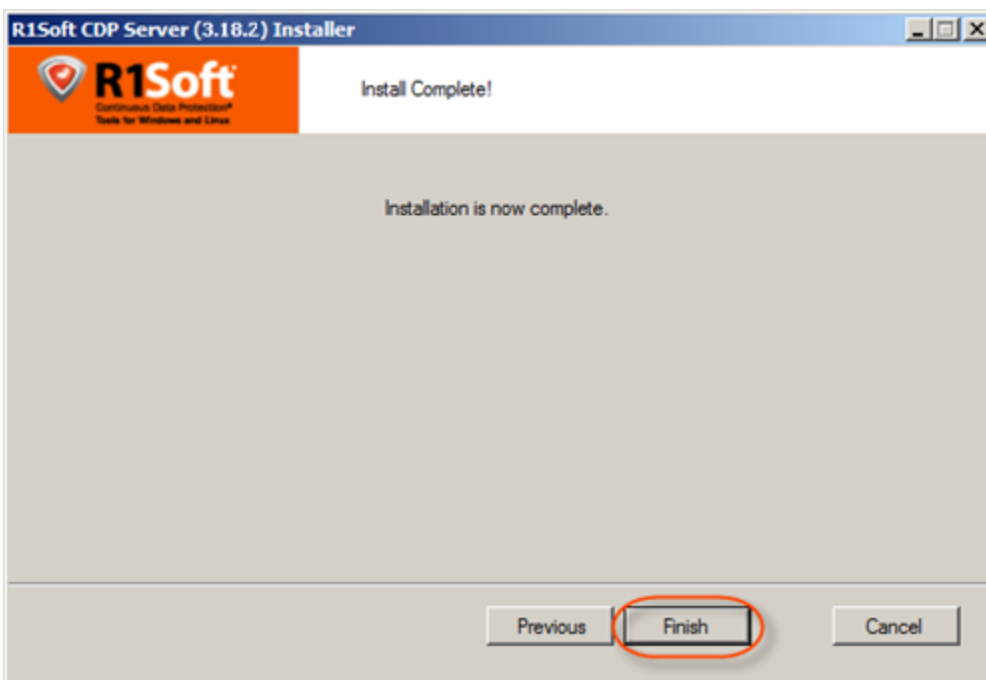 R1Soft CDP Server (3.18.2) Installer
R1Soft
Continuous Data Protection®
Tools for Windows and Linux
Install Complete!
Installation is now complete.
Previous
Finish
Cancel